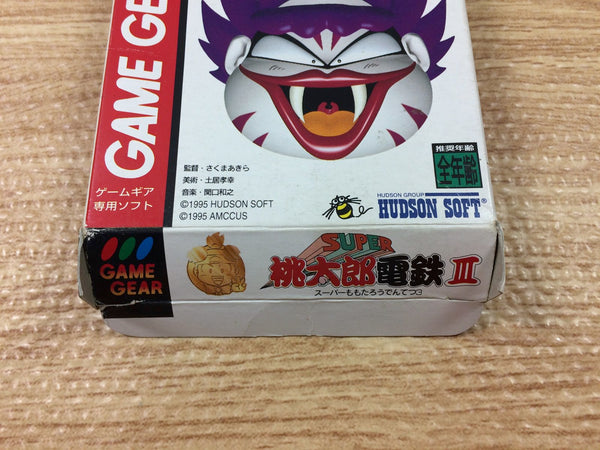 GAME GE
ゲームギア
専用ソフト
監督・さくまあきら
美術・土居孝幸
音楽・関口和之
©1995 HUDSON SOFT
©1995 AMCCUS
推奨年齢
全年齢
HUDSON GROUP
HUDSON SOFT®
GAME
GEAR
SUPER
桃太郎電鉄III
スーパーももたろうでんてつ3